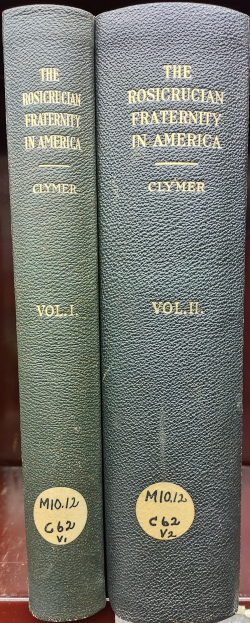 THE
ROSICRUCIAN
FRATERNITY
IN AMERICA
CLYMER
VOL. I.
M10.12
C62
V1
THE
ROSICRUCIAN
FRATERNITY
IN AMERICA
CLYMER
VOL. II.
M10.12
C62
V2